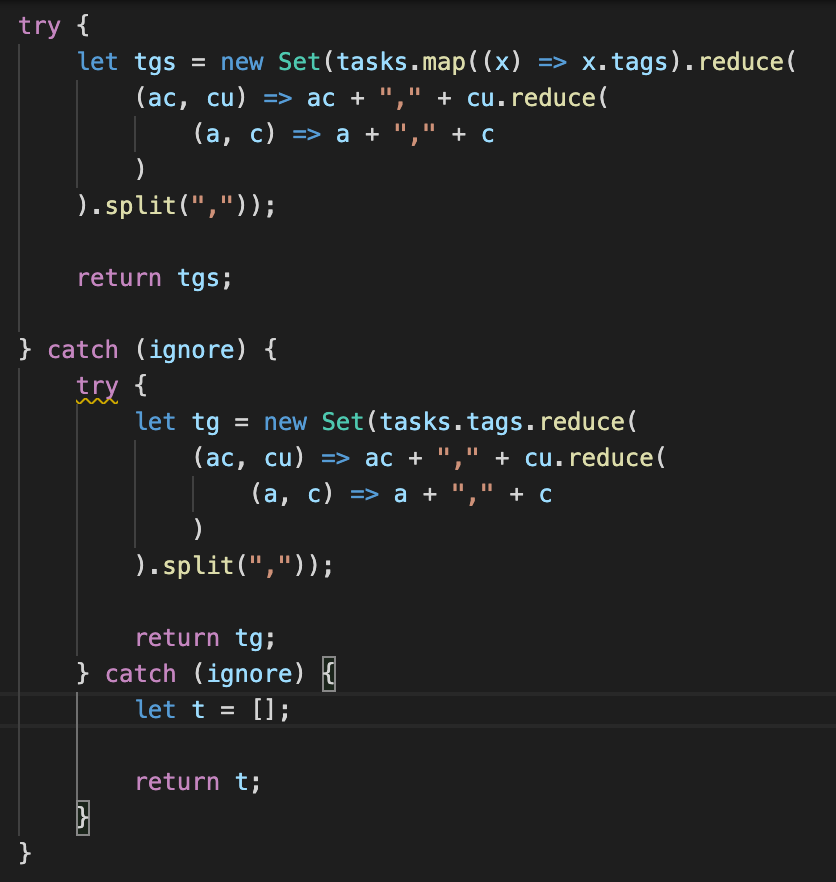 try {
    let tgs = new Set(tasks.map((x) => x.tags).reduce(
        (ac, cu) => ac + "," + cu.reduce(
            (a, c) => a + "," + c
        )
    ).split(","));
    return tgs;
} catch (ignore) {
    try {
        let tg = new Set(tasks.tags.reduce(
            (ac, cu) => ac + "," + cu.reduce(
                (a, c) => a + "," + c
            )
        ).split(","));
        return tg;
    } catch (ignore) {
        let t = [];
        return t;
    }
}